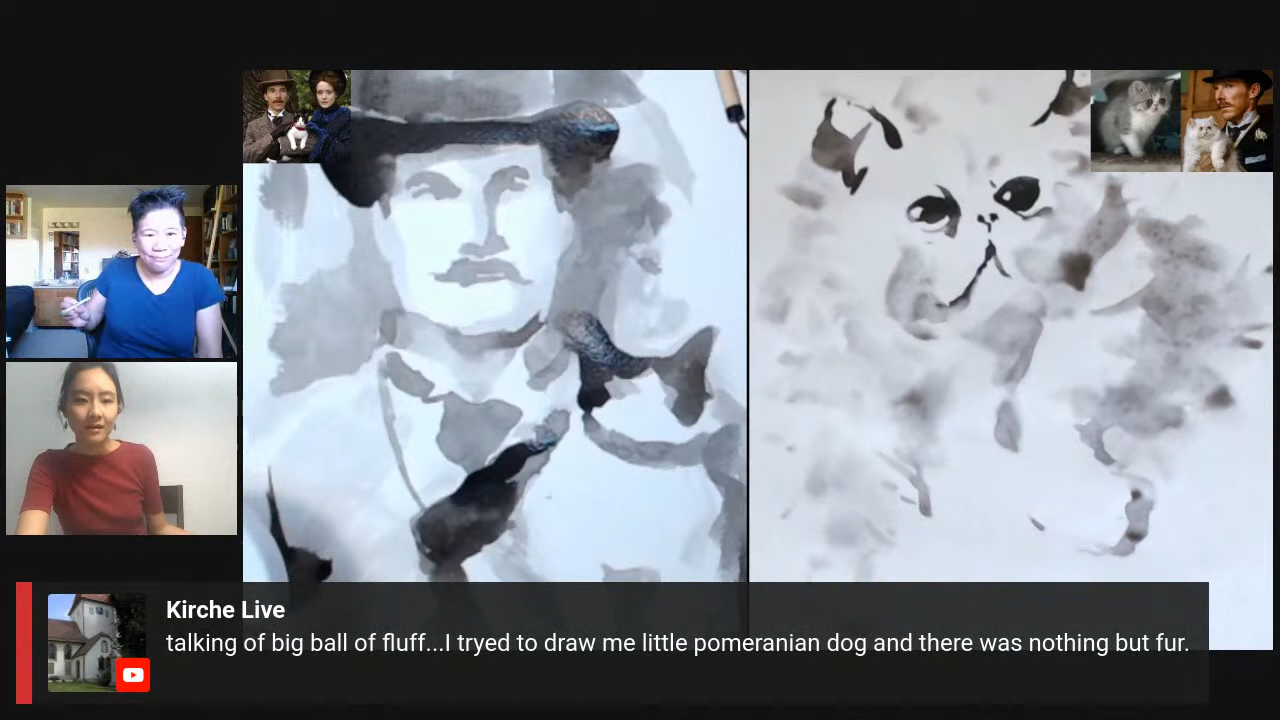 Kirche Live
talking of big ball of fluff...I tryed to draw me little pomeranian dog and there was nothing but fur.